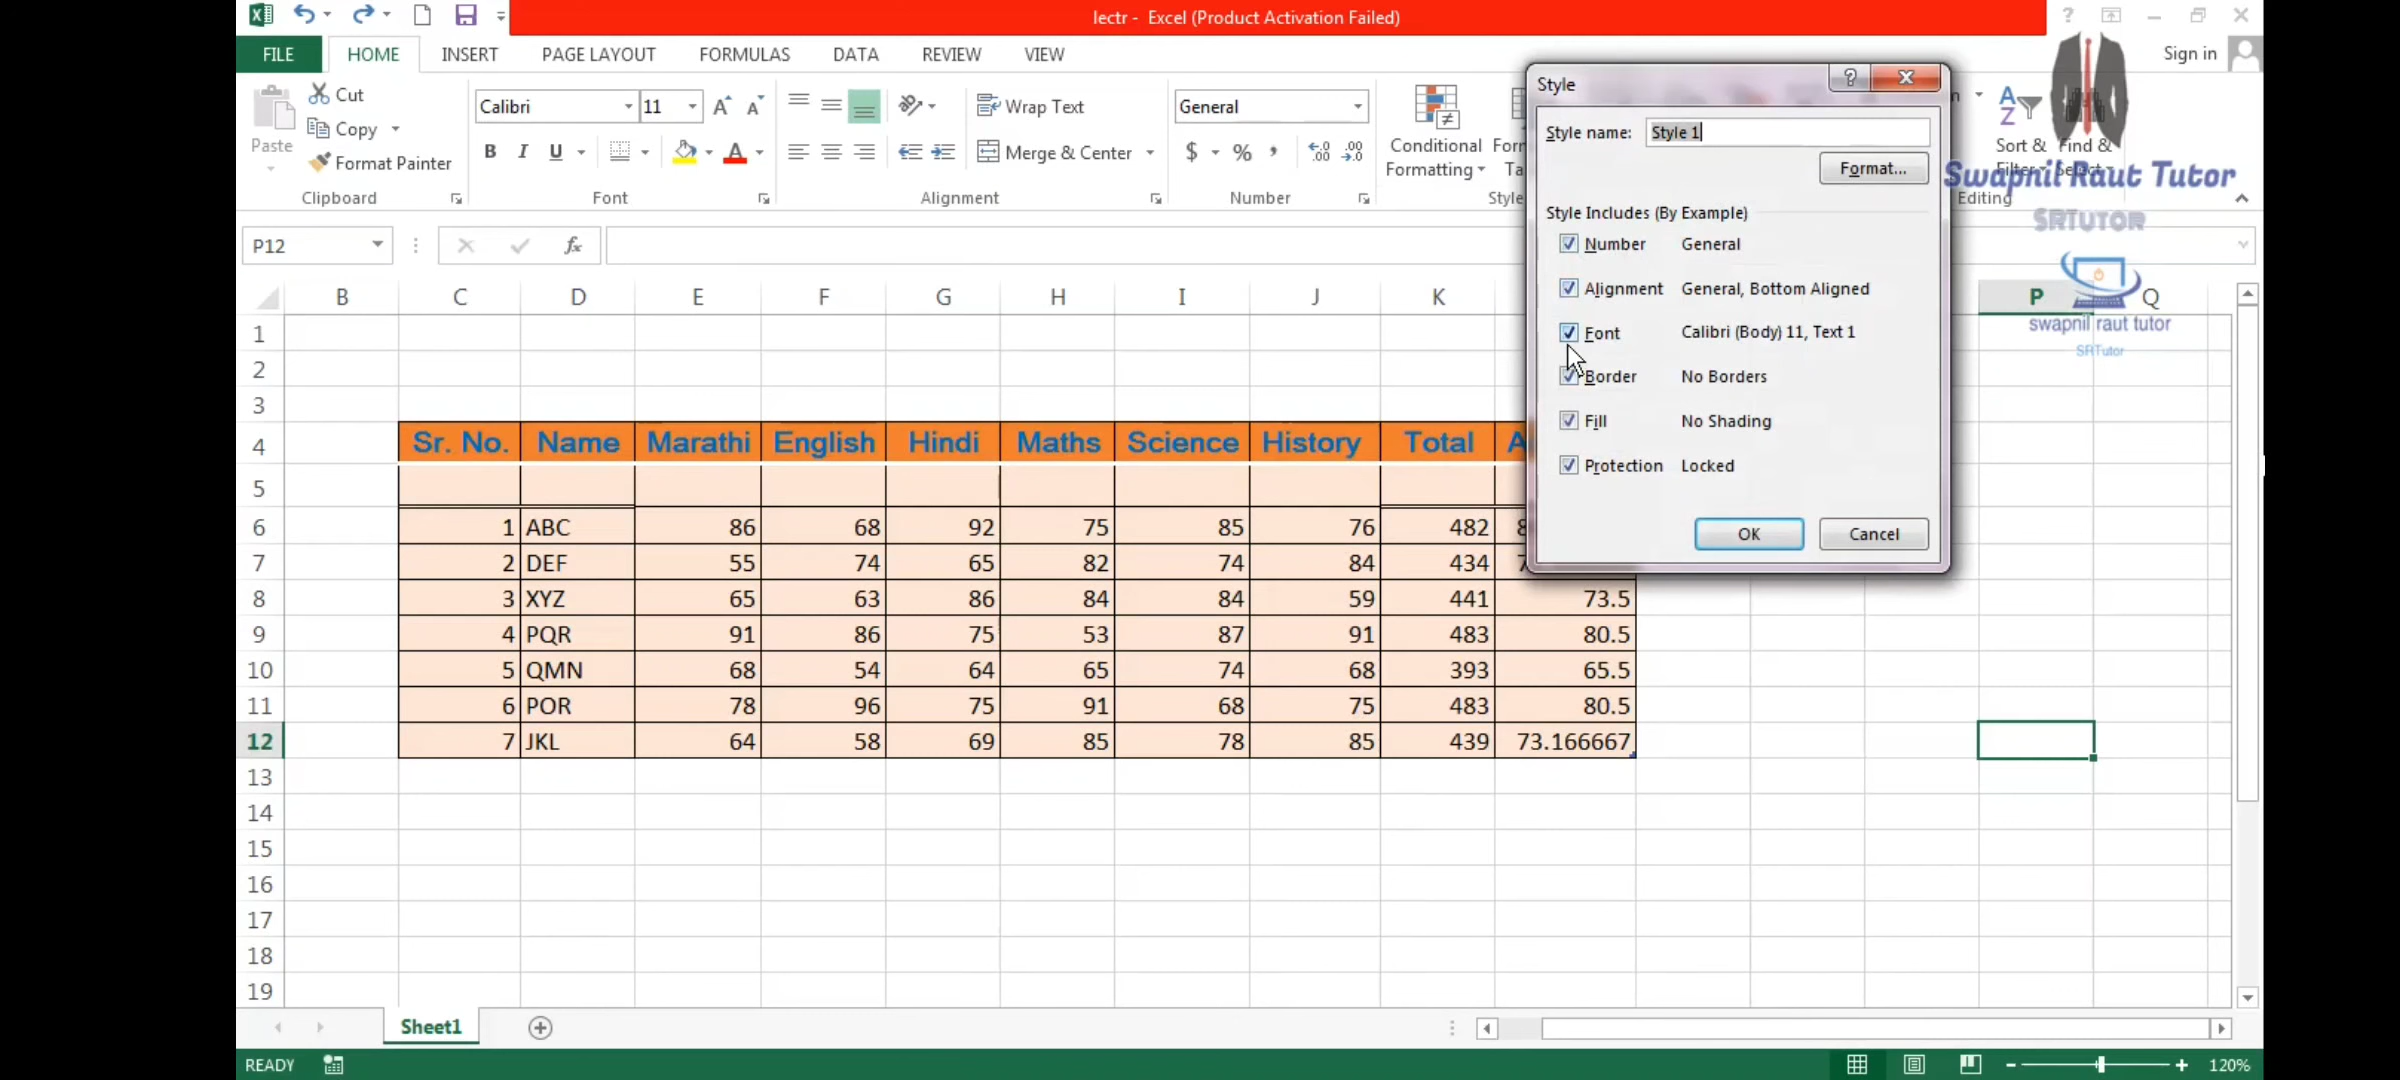 lectr - Excel (Product Activation Failed)
FILE HOME INSERT PAGE LAYOUT FORMULAS DATA REVIEW VIEW Sign in
Paste Cut
Copy
Format Painter
Clipboard
Calibri 11
B I U
Font
Wrap Text
Merge & Center
Alignment
General
$ % ,
Number
Conditional
Formatting
Sort & Find &
Filter Select
Editing
Swapnil Raut Tutor
SRTUTOR
swapnil raut tutor
SRTutor
Style
Style name: Style 1
Format...
Style Includes (By Example)
Number General
Alignment General, Bottom Aligned
Font Calibri (Body) 11, Text 1
Border No Borders
Fill No Shading
Protection Locked
OK Cancel
P12 fx
B C D E F G H I J K P Q
1
2
3
4 Sr. No. Name Marathi English Hindi Maths Science History Total
5
6 1 ABC 86 68 92 75 85 76 482
7 2 DEF 55 74 65 82 74 84 434
8 3 XYZ 65 63 86 84 84 59 441 73.5
9 4 PQR 91 86 75 53 87 91 483 80.5
10 5 QMN 68 54 64 65 74 68 393 65.5
11 6 POR 78 96 75 91 68 75 483 80.5
12 7 JKL 64 58 69 85 78 85 439 73.166667
13
14
15
16
17
18
19
Sheet1
READY 120%